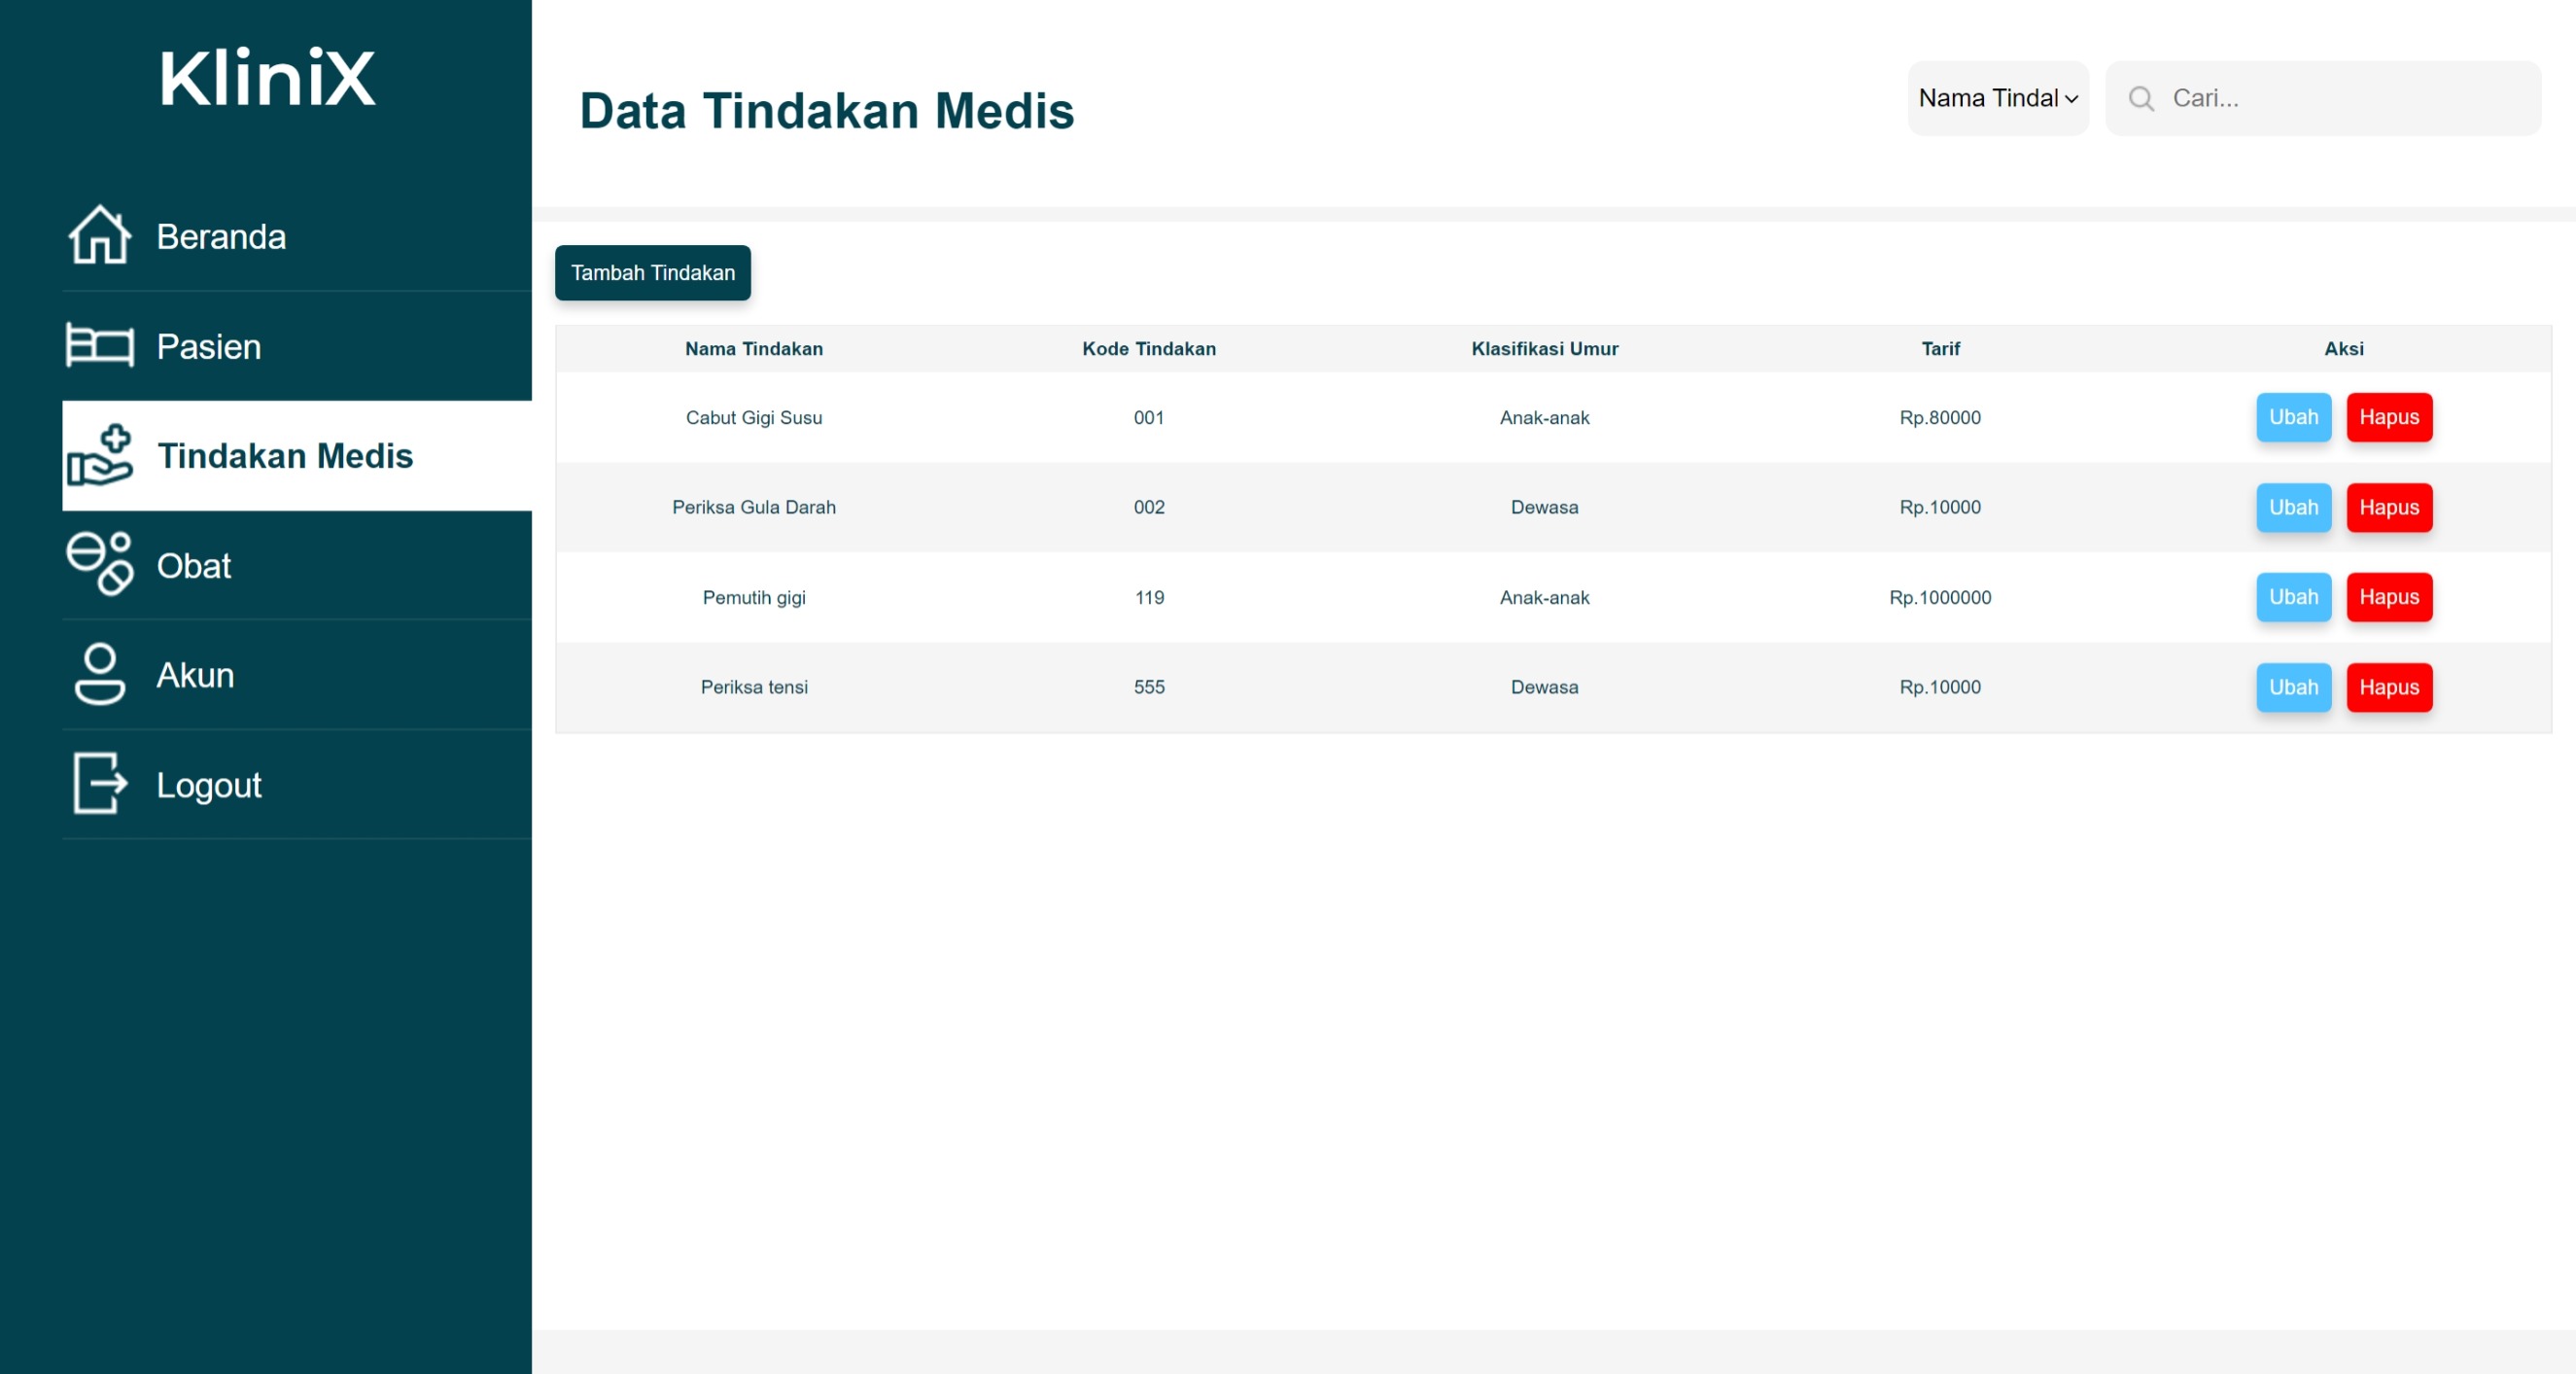 KliniX
Beranda
Pasien
Tindakan Medis
Obat
Akun
Logout
Data Tindakan Medis
Nama Tindal
Cari...
Tambah Tindakan
Nama Tindakan Kode Tindakan Klasifikasi Umur Tarif Aksi
Cabut Gigi Susu 001 Anak-anak Rp.80000 Ubah Hapus
Periksa Gula Darah 002 Dewasa Rp.10000 Ubah Hapus
Pemutih gigi 119 Anak-anak Rp.1000000 Ubah Hapus
Periksa tensi 555 Dewasa Rp.10000 Ubah Hapus